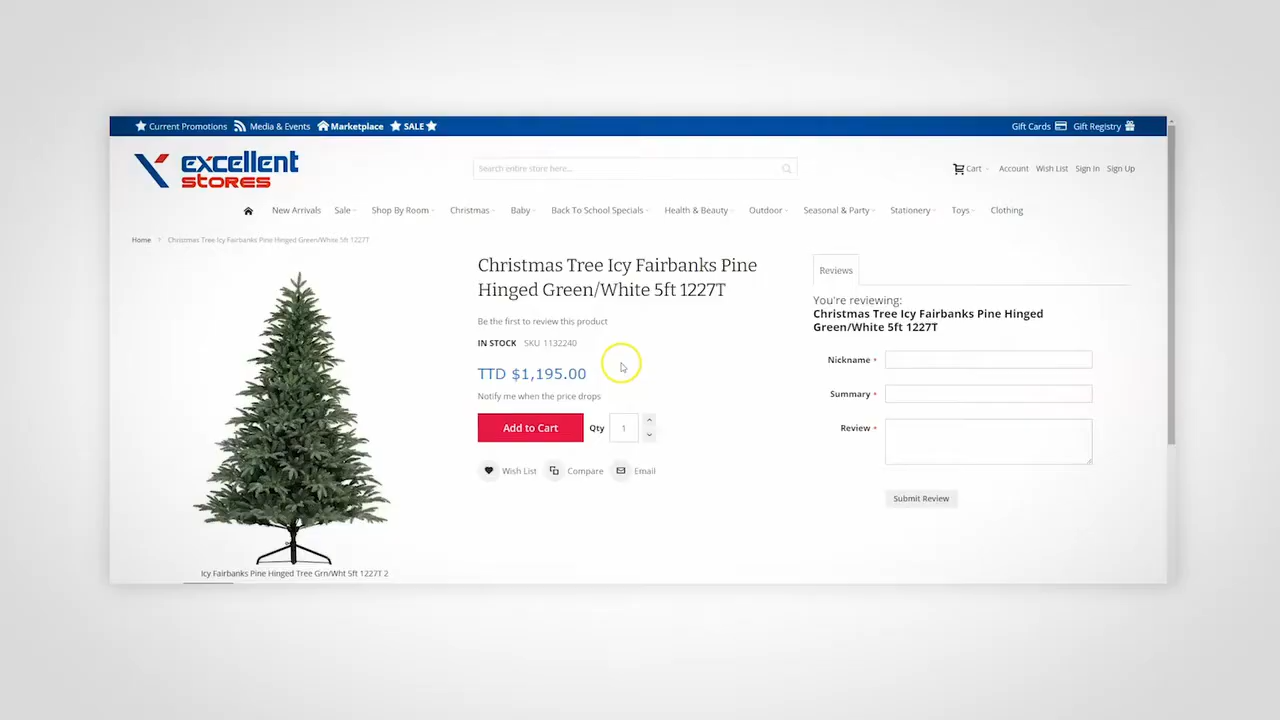 Current Promotions Media & Events Marketplace SALE Gift Cards Gift Registry
excellent
stores
Search entire store here...
Cart Account Wish List Sign In Sign Up
New Arrivals Sale Shop By Room Christmas Baby Back To School Specials Health & Beauty Outdoor Seasonal & Party Stationery Toys Clothing
Home > Christmas Tree Icy Fairbanks Pine Hinged Green/White 5ft 1227T
Icy Fairbanks Pine Hinged Tree Grn/Wht 5ft 1227T 2
Christmas Tree Icy Fairbanks Pine
Hinged Green/White 5ft 1227T
Be the first to review this product
IN STOCK SKU 1132240
TTD $1,195.00
Notify me when the price drops
Add to Cart Qty 1
Wish List Compare Email
Reviews
You're reviewing:
Christmas Tree Icy Fairbanks Pine Hinged
Green/White 5ft 1227T
Nickname *
Summary *
Review *
Submit Review